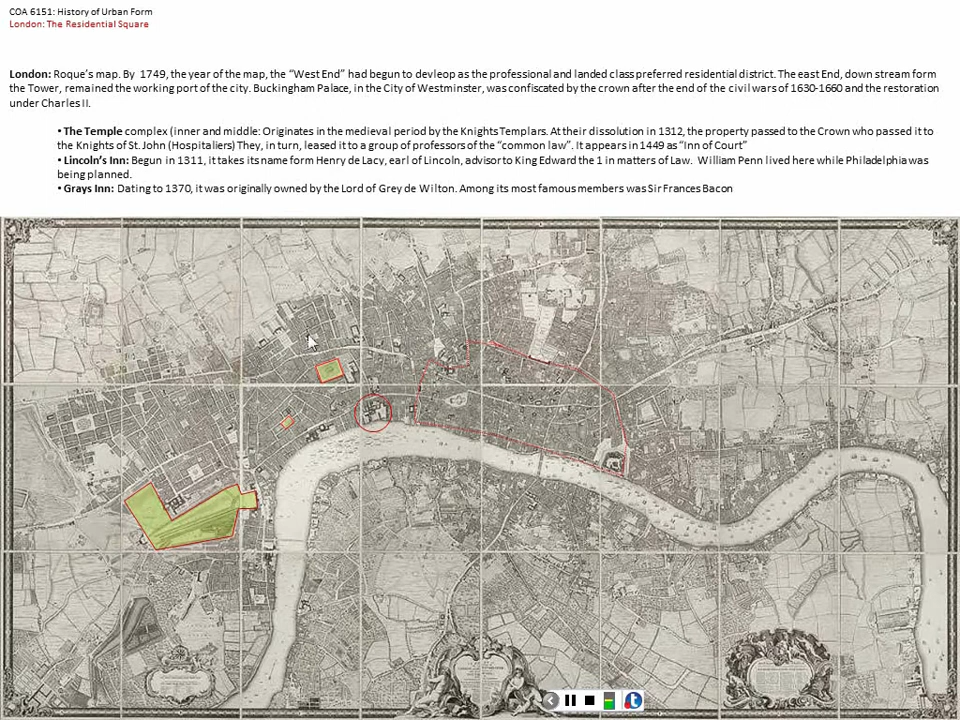 COA 6151: History of Urban Form
London: The Residential Square
London: Roque's map. By 1749, the year of the map, the "West End" had begun to devleop as the professional and landed class preferred residential district. The east End, down stream form
the Tower, remained the working port of the city. Buckingham Palace, in the City of Westminster, was confiscated by the crown after the end of the civil wars of 1630-1660 and the restoration
under Charles II.
• The Temple complex (inner and middle: Originates in the medieval period by the Knights Templars. At their dissolution in 1312, the property passed to the Crown who passed it to
the Knights of St. John (Hospitaliers) They, in turn, leased it to a group of professors of the "common law". It appears in 1449 as "Inn of Court"
• Lincoln's Inn: Begun in 1311, it takes its name form Henry de Lacy, earl of Lincoln, advisor to King Edward the 1 in matters of Law. William Penn lived here while Philadelphia was
being planned.
• Grays Inn: Dating to 1370, it was originally owned by the Lord of Grey de Wilton. Among its most famous members was Sir Frances Bacon